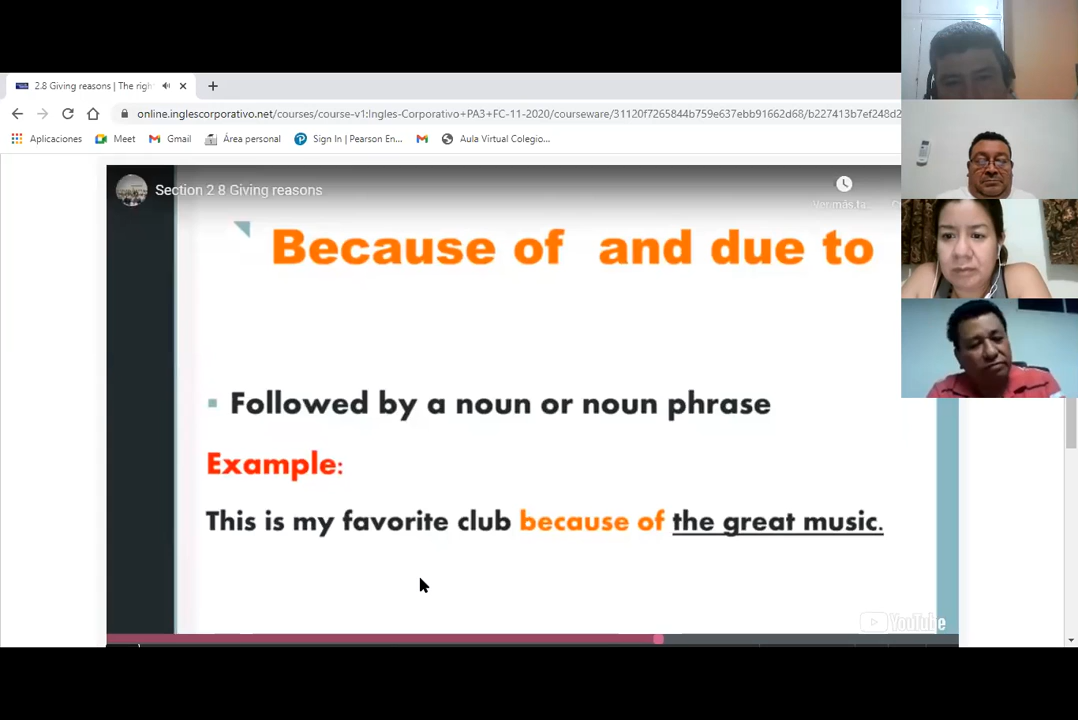 2.8 Giving reasons | The righ
online.inglescorporativo.net/courses/course-v1:Ingles-Corporativo+PA3+FC-11-2020/courseware/31120f7265844b759e637ebb91662d68/b227413b7ef248d2
Aplicaciones Meet Gmail Área personal Sign In | Pearson En... Aula Virtual Colegio...
Section 2 8 Giving reasons
Ver más ta...
Because of and due to
Followed by a noun or noun phrase
Example:
This is my favorite club because of the great music.
YouTube